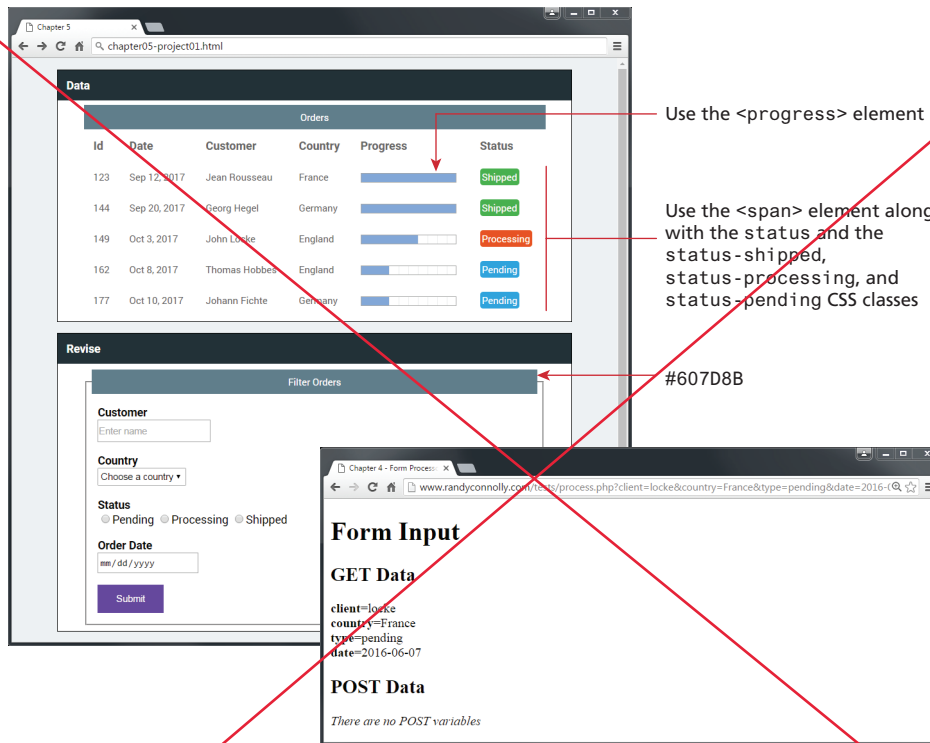 Chapter 5
chapter05-project01.html
Data
Orders
Id Date Customer Country Progress Status
123 Sep 12, 2017 Jean Rousseau France Shipped
144 Sep 20, 2017 Georg Hegel Germany Shipped
149 Oct 3, 2017 John Locke England Processing
162 Oct 8, 2017 Thomas Hobbes England Pending
177 Oct 10, 2017 Johann Fichte Germany Pending
Use the <progress> element
Use the <span> element along
with the status and the
status-shipped,
status-processing, and
status-pending CSS classes
Revise
Filter Orders
#607D8B
Customer
Enter name
Country
Choose a country
Status
Pending Processing Shipped
Order Date
mm/dd/yyyy
Submit
Chapter 4 - Form Process
www.randyconnolly.com/tests/process.php?client=locke&country=France&type=pending&date=2016-
Form Input
GET Data
client=locke
country=France
type=pending
date=2016-06-07
POST Data
There are no POST variables